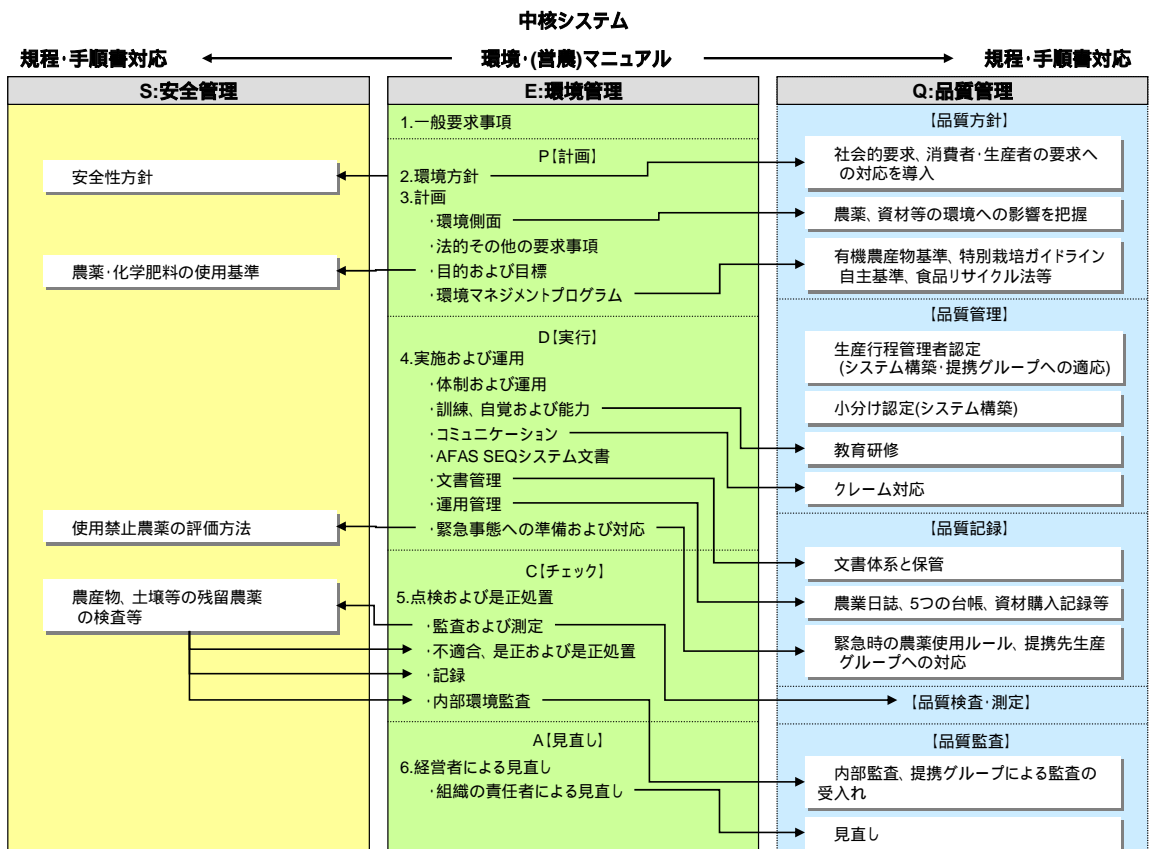 中核システム
規程･手順書対応
環境･(営農)マニュアル
規程･手順書対応
S:安全管理
安全性方針
農薬･化学肥料の使用基準
使用禁止農薬の評価方法
農産物、土壌等の残留農薬
の検査等
E:環境管理
1.一般要求事項
P【計画】
2.環境方針
3.計画
･環境側面
･法的その他の要求事項
･目的および目標
･環境マネジメントプログラム
D【実行】
4.実施および運用
･体制および運用
･訓練、自覚および能力
･コミュニケーション
･AFAS SEQシステム文書
･文書管理
･運用管理
･緊急事態への準備および対応
C【チェック】
5.点検および是正処置
･監査および測定
･不適合、是正および是正処置
･記録
･内部環境監査
A【見直し】
6.経営者による見直し
･組織の責任者による見直し
Q:品質管理
【品質方針】
社会的要求、消費者･生産者の要求へ
の対応を導入
農薬、資材等の環境への影響を把握
有機農産物基準、特別栽培ガイドライン
自主基準、食品リサイクル法等
【品質管理】
生産行程管理者認定
(システム構築･提携グループへの適応)
小分け認定(システム構築)
教育研修
クレーム対応
【品質記録】
文書体系と保管
農業日誌、5つの台帳、資材購入記録等
緊急時の農薬使用ルール、提携先生産
グループへの対応
【品質検査･測定】
【品質監査】
内部監査、提携グループによる監査の
受入れ
見直し